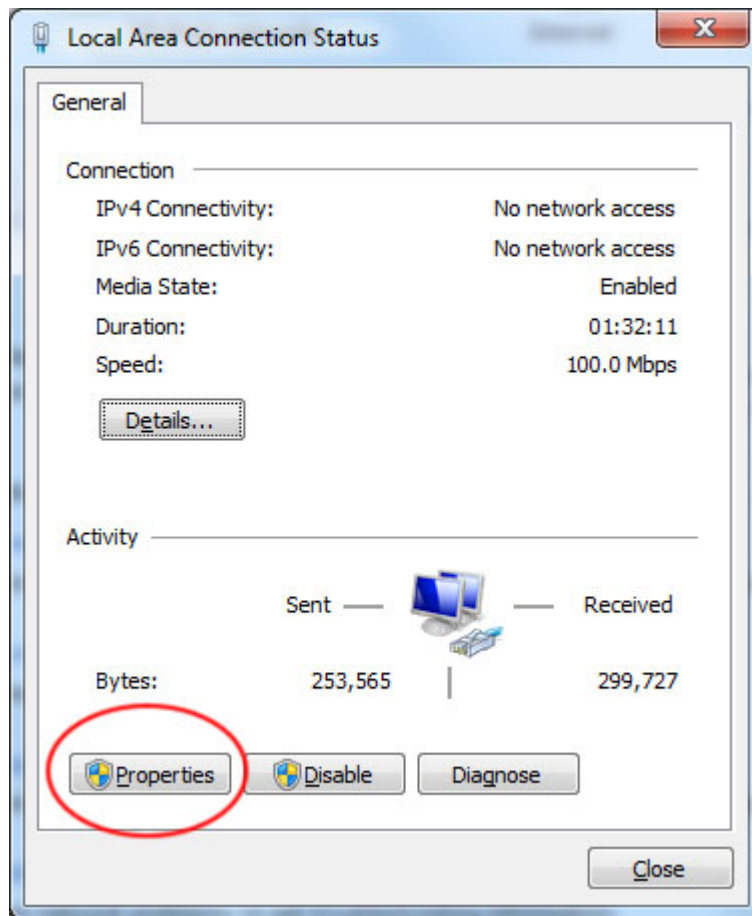 Local Area Connection Status
General
Connection
IPv4 Connectivity: No network access
IPv6 Connectivity: No network access
Media State: Enabled
Duration: 01:32:11
Speed: 100.0 Mbps
Details...
Activity
Sent — — Received
Bytes: 253,565 | 299,727
Properties Disable Diagnose
Close